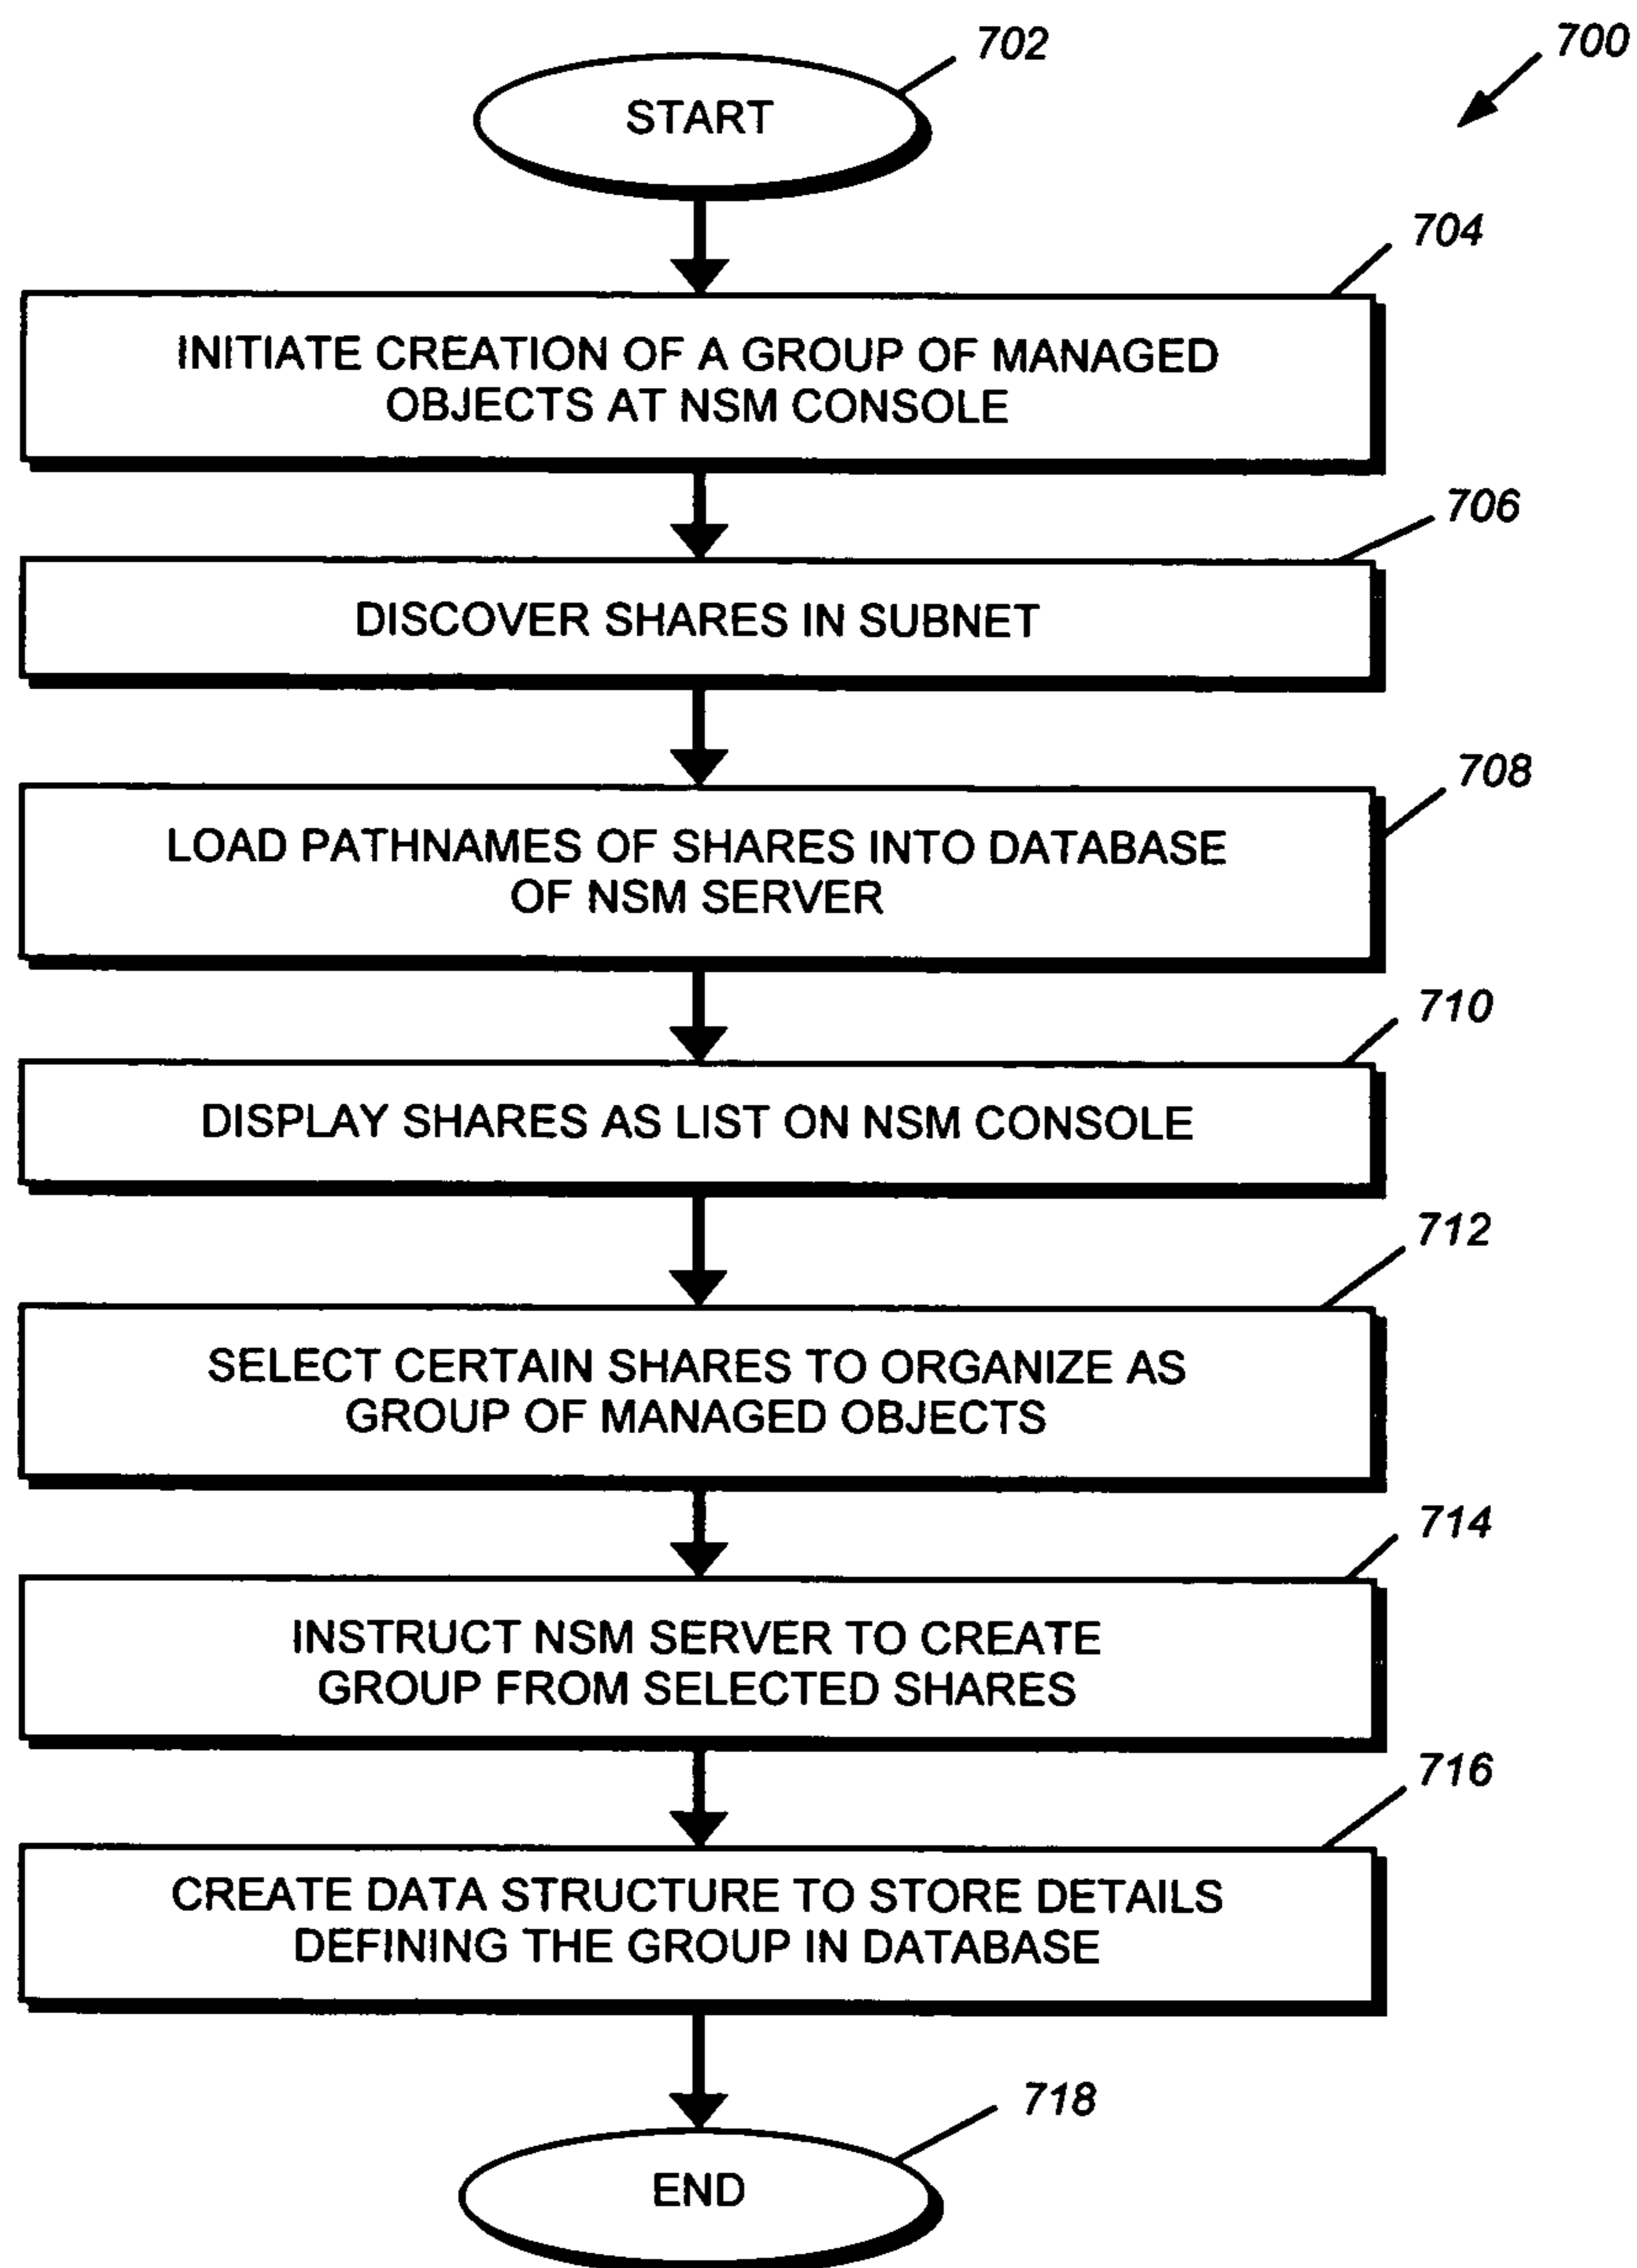 702
700
START
704
INITIATE CREATION OF A GROUP OF MANAGED
OBJECTS AT NSM CONSOLE
706
DISCOVER SHARES IN SUBNET
708
LOAD PATHNAMES OF SHARES INTO DATABASE
OF NSM SERVER
710
DISPLAY SHARES AS LIST ON NSM CONSOLE
712
SELECT CERTAIN SHARES TO ORGANIZE AS
GROUP OF MANAGED OBJECTS
714
INSTRUCT NSM SERVER TO CREATE
GROUP FROM SELECTED SHARES
716
CREATE DATA STRUCTURE TO STORE DETAILS
DEFINING THE GROUP IN DATABASE
718
END